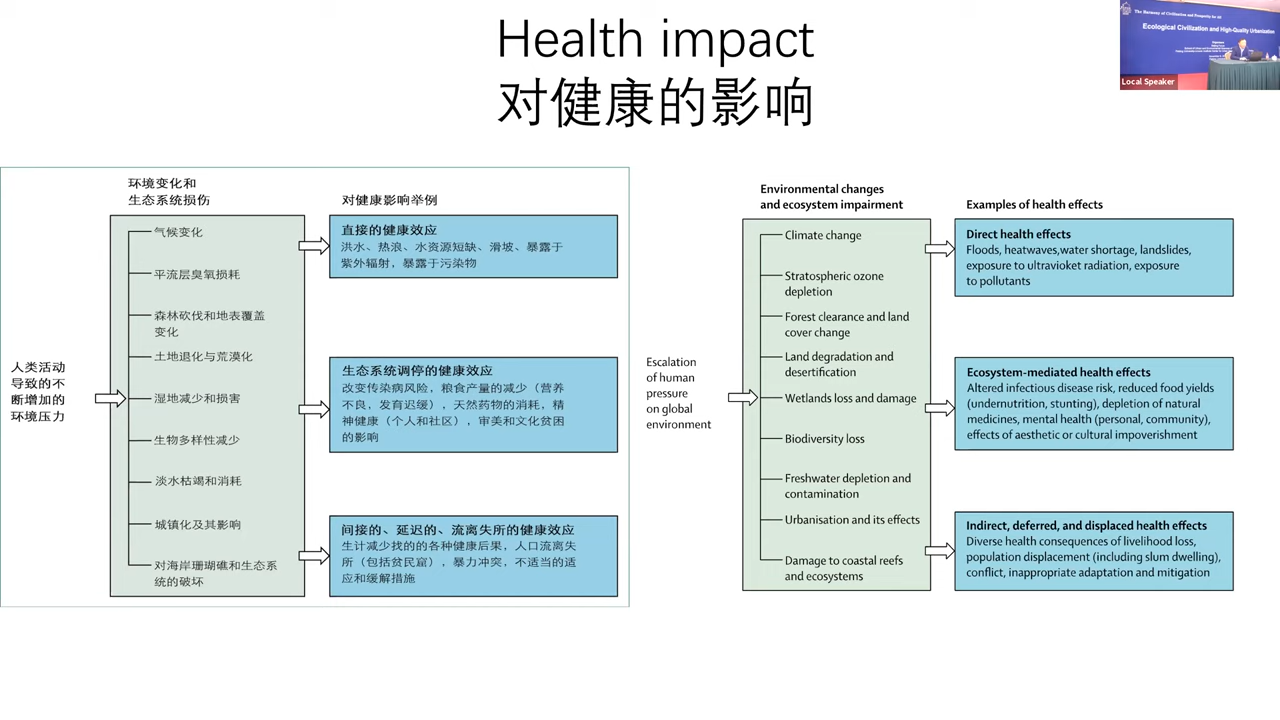 Health impact
对健康的影响
The Harmony of Civilization and Prosperity for All
Ecological Civilization and High-Quality Urbanization
Local Speaker
环境变化和
生态系统损伤
对健康影响举例
人类活动
导致的不
断增加的
环境压力
气候变化
平流层臭氧损耗
森林砍伐和地表覆盖
变化
土地退化与荒漠化
湿地减少和损害
生物多样性减少
淡水枯竭和消耗
城镇化及其影响
对海岸珊瑚礁和生态系
统的破坏
直接的健康效应
洪水、热浪、水资源短缺、滑坡、暴露于
紫外辐射，暴露于污染物
生态系统调停的健康效应
改变传染病风险，粮食产量的减少（营养
不良，发育迟缓），天然药物的消耗，精
神健康（个人和社区），审美和文化贫困
的影响
间接的、延迟的、流离失所的健康效应
生计减少找的的各种健康后果，人口流离失
所（包括贫民窟），暴力冲突，不适当的适
应和缓解措施
Environmental changes
and ecosystem impairment
Examples of health effects
Escalation
of human
pressure
on global
environment
Climate change
Stratospheric ozone
depletion
Forest clearance and land
cover change
Land degradation and
desertification
Wetlands loss and damage
Biodiversity loss
Freshwater depletion and
contamination
Urbanisation and its effects
Damage to coastal reefs
and ecosystems
Direct health effects
Floods, heatwaves,water shortage, landslides,
exposure to ultravioket radiation, exposure
to pollutants
Ecosystem-mediated health effects
Altered infectious disease risk, reduced food yields
(undernutrition, stunting), depletion of natural
medicines, mental health (personal, community),
effects of aesthetic or cultural impoverishment
Indirect, deferred, and displaced health effects
Diverse health consequences of livelihood loss,
population displacement (including slum dwelling),
conflict, inappropriate adaptation and mitigation